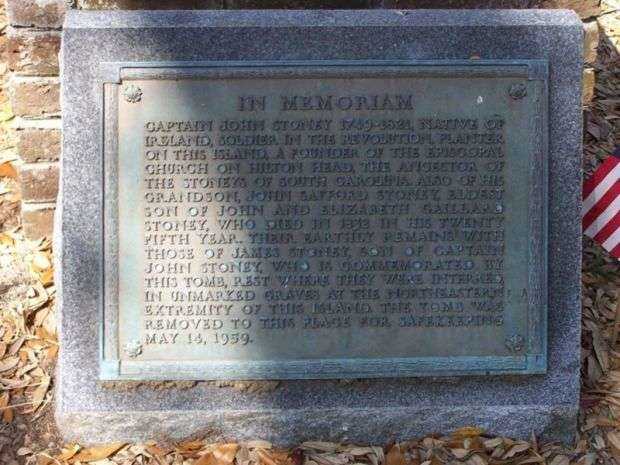 IN MEMORIAM
CAPTAIN JOHN STONEY 1749-1821, NATIVE OF
IRELAND, SOLDIER IN THE REVOLUTION, PLANTER
ON THIS ISLAND, A FOUNDER OF THE EPISCOPAL
CHURCH ON HILTON HEAD, THE ANCESTOR OF
THE STONEYS OF SOUTH CAROLINA. ALSO OF HIS
GRANDSON, JOHN SAFFORD STONEY, ELDEST
SON OF JOHN AND ELIZABETH GAILLARD
STONEY, WHO DIED IN IN HIS TWENTY
FIFTH YEAR. THEIR EARTHLY REMAINS WITH
THOSE OF JAMES STONEY, SON OF CAPTAIN
JOHN STONEY, WHO IS COMMEMORATED BY
THIS TOMB, REST WHERE THEY WERE INTERRED
IN UNMARKED GRAVES AT THE NORTHEASTERN
EXTREMITY OF THIS ISLAND. THE TOMB WAS
REMOVED TO THIS PLACE FOR SAFEKEEPING
MAY 14, 1959.